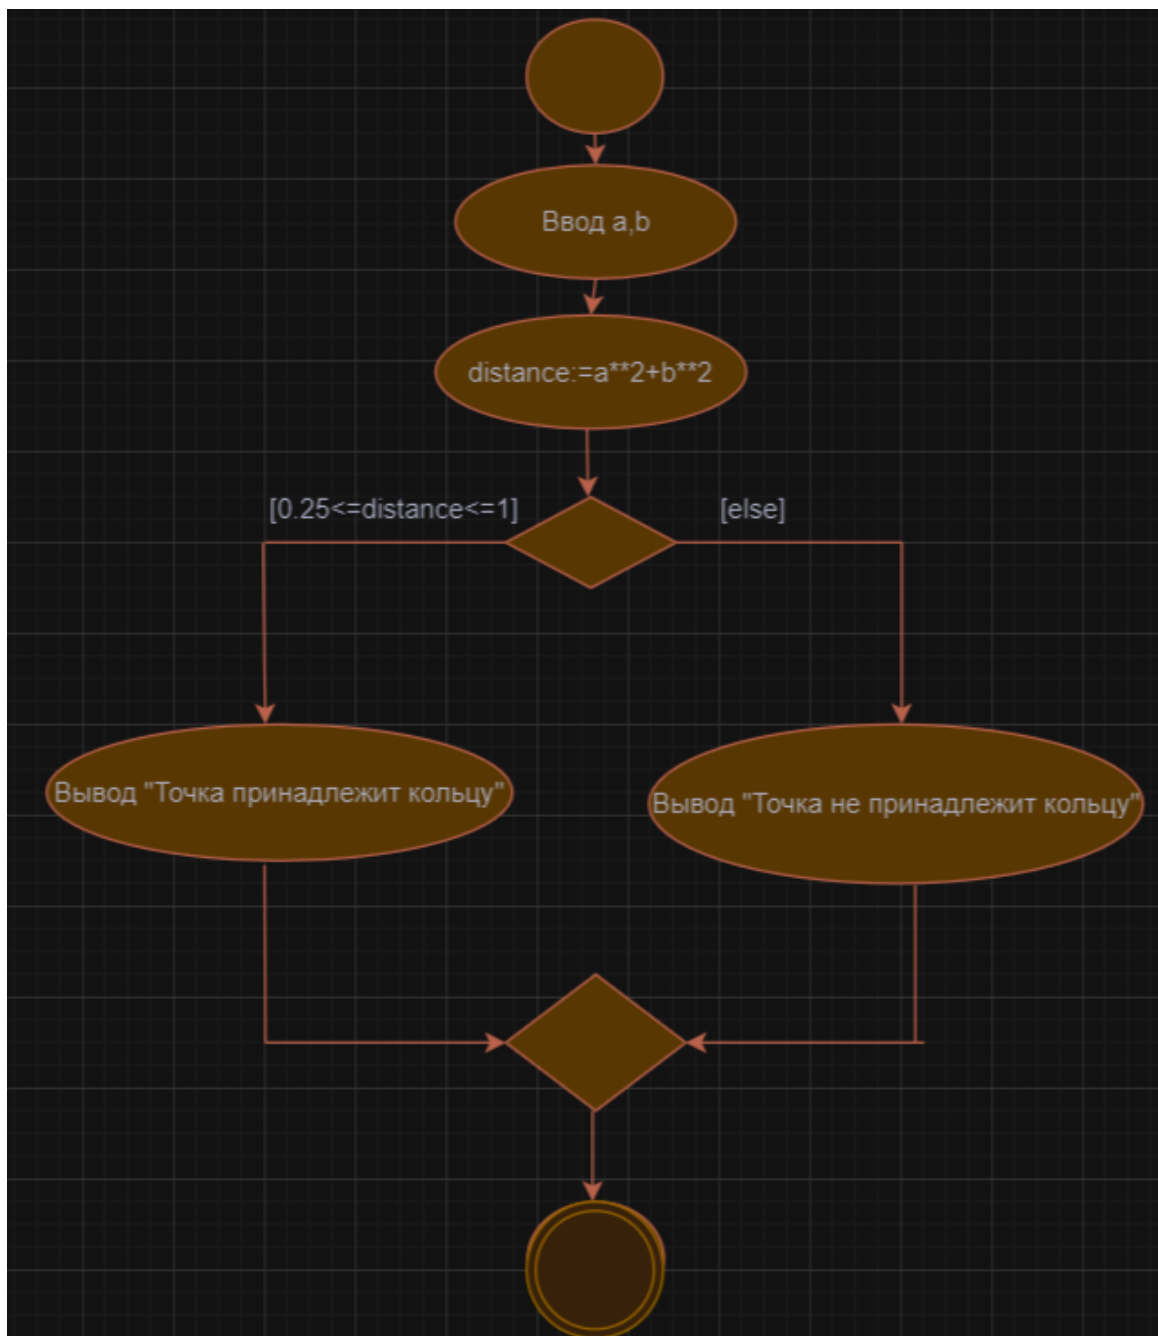 Ввод a,b
distance:=a**2+b**2
[0.25<=distance<=1]
[else]
Вывод "Точка принадлежит кольцу"
Вывод "Точка не принадлежит кольцу"